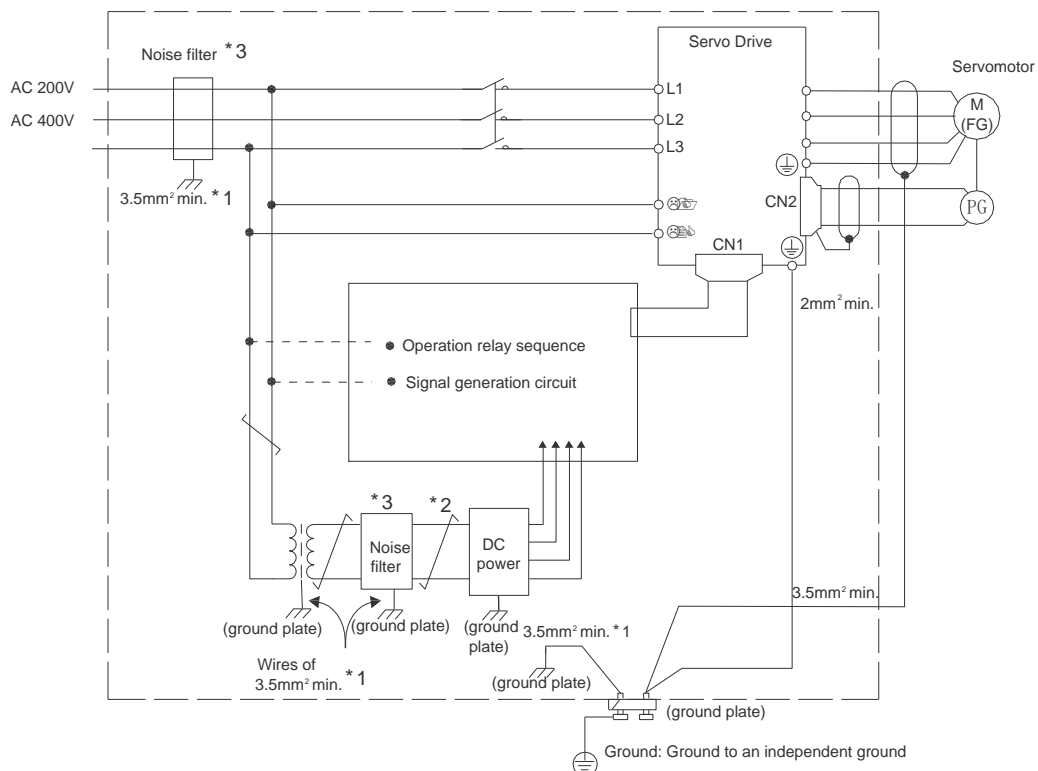 Noise filter *3
Servo Drive
Servomotor
AC 200V
AC 400V
L1
L2
L3
M
(FG)
3.5mm² min. *1
CN2
PG
CN1
2mm² min.
Operation relay sequence
Signal generation circuit
*3
*2
Noise
filter
DC
power
3.5mm² min.
(ground plate)
(ground plate)
(ground
plate)
3.5mm² min. *1
(ground plate)
Wires of
3.5mm² min. *1
(ground plate)
Ground: Ground to an independent ground